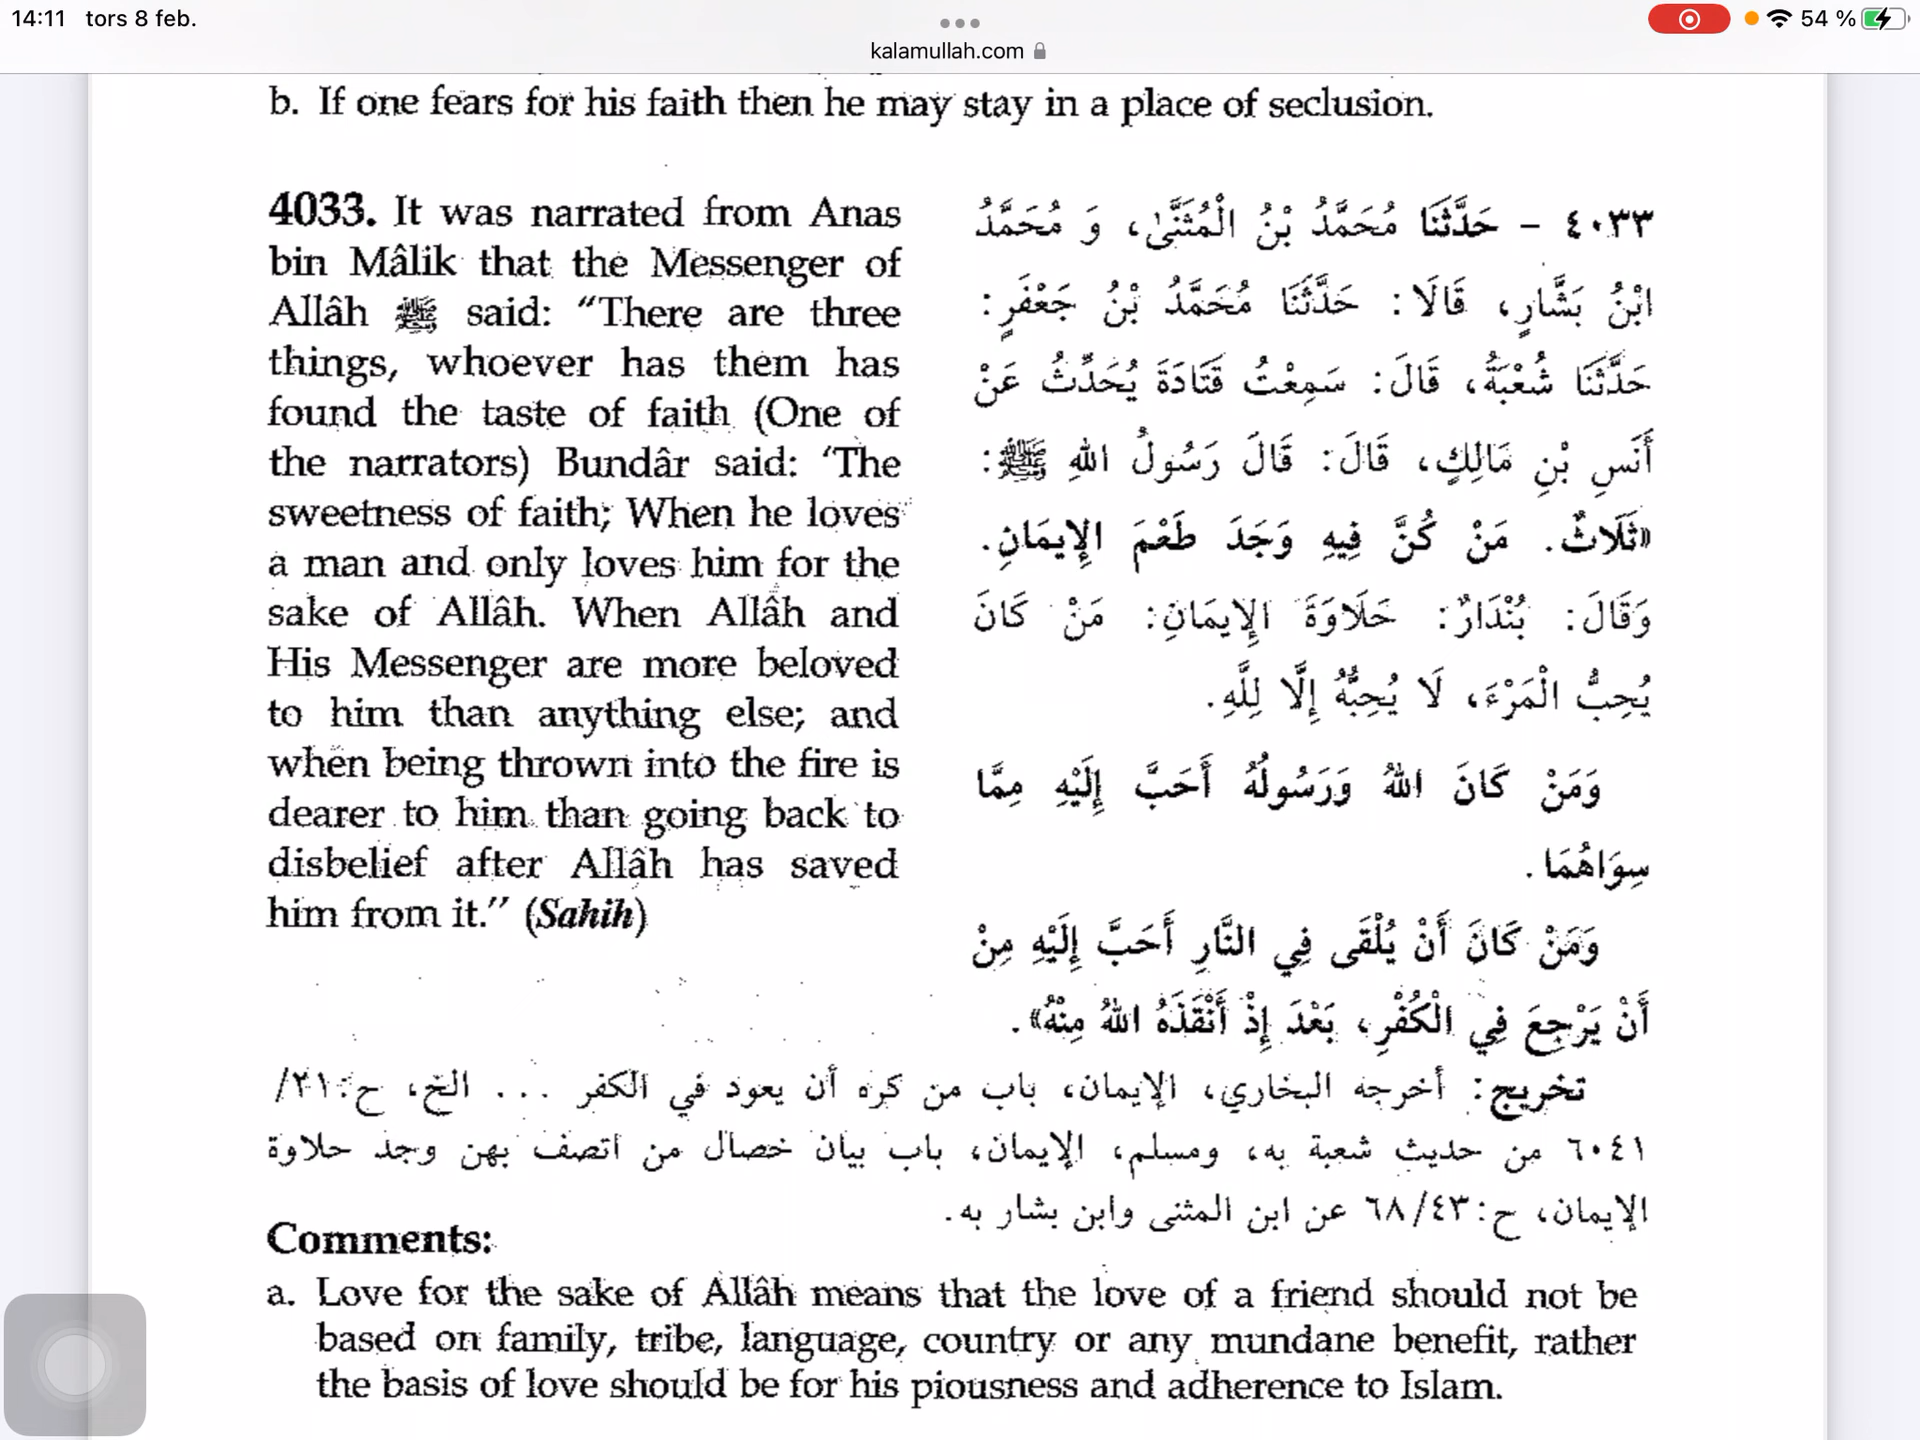 14:11 tors 8 feb.
54 %
kalamullah.com
b. If one fears for his faith then he may stay in a place of seclusion.
4033. It was narrated from Anas
bin Mâlik that the Messenger of
Allâh ﷺ said: “There are three
things, whoever has them has
found the taste of faith (One of
the narrators) Bundâr said: ‘The
sweetness of faith; When he loves
a man and only loves him for the
sake of Allâh. When Allâh and
His Messenger are more beloved
to him than anything else; and
when being thrown into the fire is
dearer to him than going back to
disbelief after Allâh has saved
him from it.” (Sahih)
٤٠٣٣ – حَدَّثَنَا مُحَمَّدُ بْنُ الْمُثَنَّىٰ، وَ مُحَمَّدُ
ابْنُ بَشَّارٍ، قَالَا: حَدَّثَنَا مُحَمَّدُ بْنُ جَعْفَرٍ:
حَدَّثَنَا شُعْبَةُ، قَالَ: سَمِعْتُ قَتَادَةَ يُحَدِّثُ عَنْ
أَنَسِ بْنِ مَالِكٍ، قَالَ: قَالَ رَسُولُ اللهِ ﷺ:
«ثَلَاثٌ. مَنْ كُنَّ فِيهِ وَجَدَ طَعْمَ الإِيمَانِ.
وَقَالَ: بُنْدَارٌ: حَلَاوَةَ الإِيمَانِ: مَنْ كَانَ
يُحِبُّ الْمَرْءَ، لَا يُحِبُّهُ إِلَّا لِلَّهِ.
وَمَنْ كَانَ اللهُ وَرَسُولُهُ أَحَبَّ إِلَيْهِ مِمَّا
سِوَاهُمَا.
وَمَنْ كَانَ أَنْ يُلْقَى فِي النَّارِ أَحَبَّ إِلَيْهِ مِنْ
أَنْ يَرْجِعَ فِي الْكُفْرِ، بَعْدَ إِذْ أَنْقَذَهُ اللهُ مِنْهُ».
تخريج: أخرجه البخاري، الإيمان، باب من كره أن يعود في الكفر ... الخ، ح:٢١/
٦٠٤١ من حديث شعبة به، ومسلم، الإيمان، باب بيان خصال من اتصف بهن وجد حلاوة
الإيمان، ح:٦٨/٤٣ عن ابن المثنى وابن بشار به.
Comments:
a. Love for the sake of Allâh means that the love of a friend should not be
based on family, tribe, language, country or any mundane benefit, rather
the basis of love should be for his piousness and adherence to Islam.